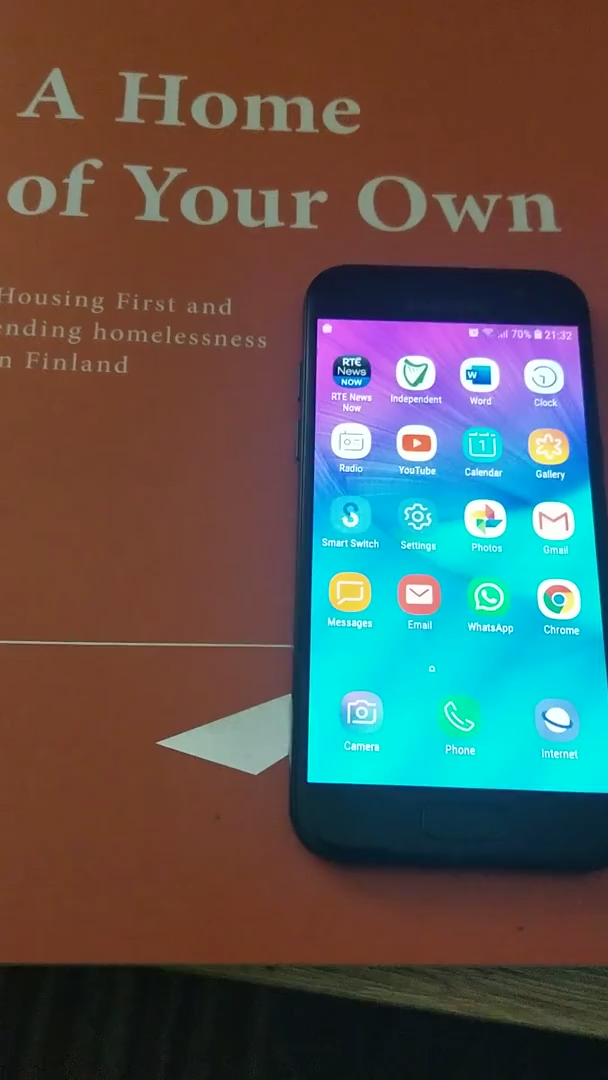 A Home
of Your Own
Housing First and
ending homelessness
n Finland
70% 21:32
RTÉ
News
NOW
W
RTE News
Now
Independent
Word
Clock
Radio
YouTube
1
Calendar
Gallery
Smart Switch
Settings
Photos
Gmail
Messages
Email
WhatsApp
Chrome
Camera
Phone
Internet